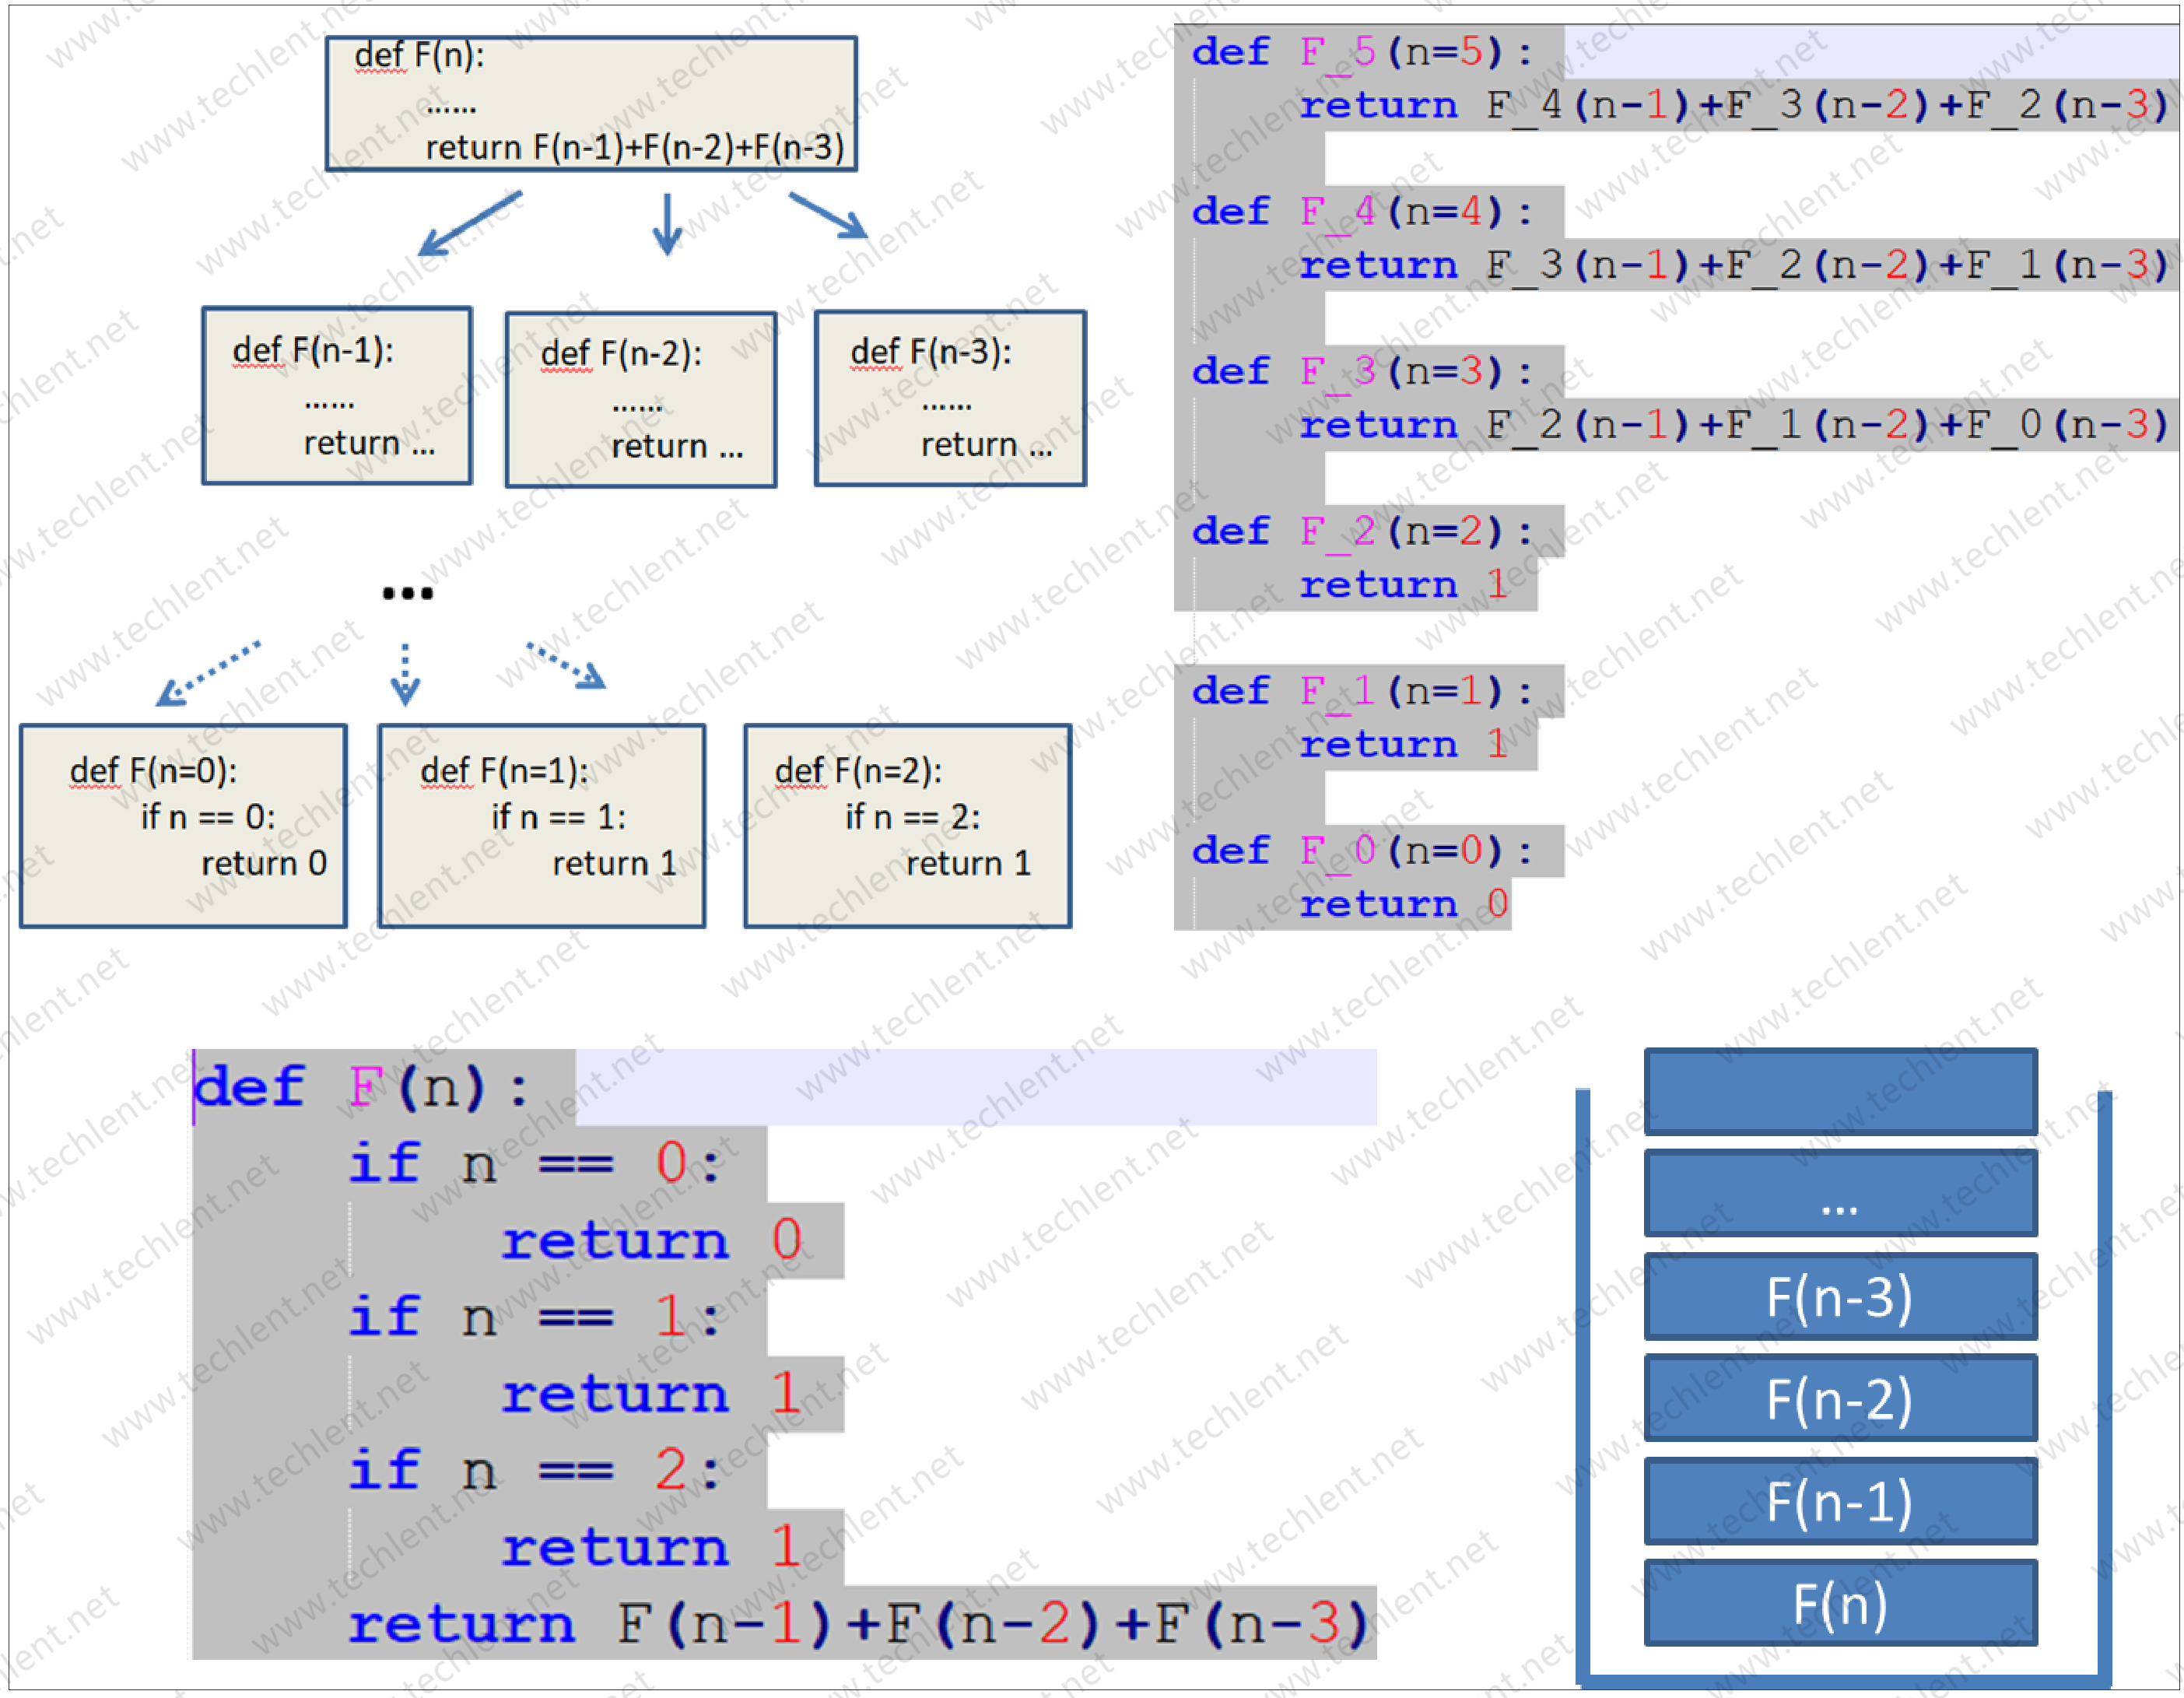 def F(n):
......
return F(n-1)+F(n-2)+F(n-3)
def F(n-1):
......
return ...
def F(n-2):
......
return ...
def F(n-3):
......
return ...
...
def F(n=0):
if n == 0:
return 0
def F(n=1):
if n == 1:
return 1
def F(n=2):
if n == 2:
return 1
def F_5(n=5):
return F_4(n-1)+F_3(n-2)+F_2(n-3)
def F_4(n=4):
return F_3(n-1)+F_2(n-2)+F_1(n-3)
def F_3(n=3):
return F_2(n-1)+F_1(n-2)+F_0(n-3)
def F_2(n=2):
return 1
def F_1(n=1):
return 1
def F_0(n=0):
return 0
def F(n):
if n == 0:
return 0
if n == 1:
return 1
if n == 2:
return 1
return F(n-1)+F(n-2)+F(n-3)
...
F(n-3)
F(n-2)
F(n-1)
F(n)
www.techlent.net